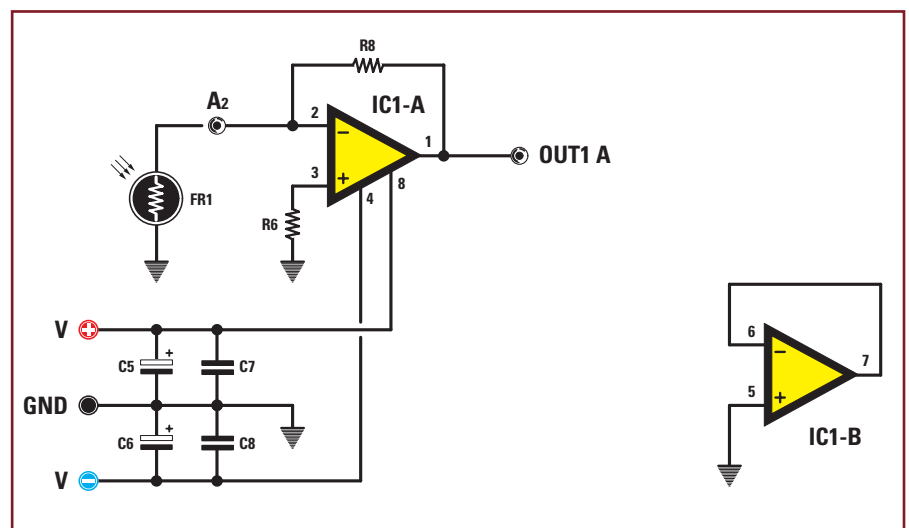 R8
A2
IC1-A
2
1
OUT1 A
3
8
4
FR1
R6
V
C5
+
C7
GND
C6
+
C8
V
6
7
5
IC1-B